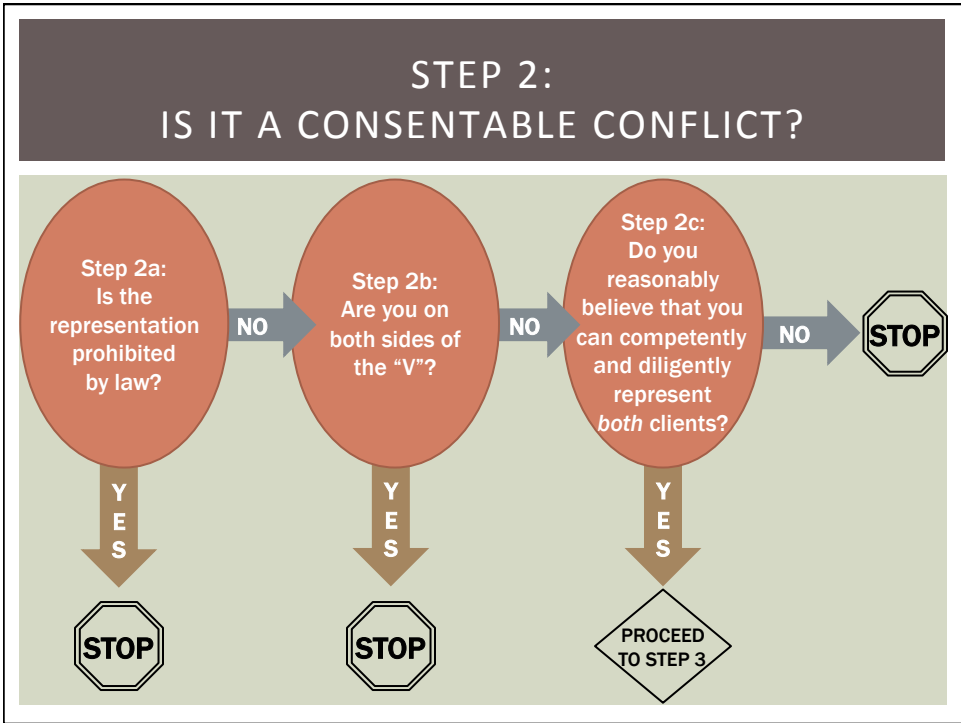 STEP 2:
IS IT A CONSENTABLE CONFLICT?
Step 2a:
Is the
representation
prohibited
by law?
NO
YES
STOP
Step 2b:
Are you on
both sides of
the “V”?
NO
YES
STOP
Step 2c:
Do you
reasonably
believe that you
can competently
and diligently
represent
both clients?
NO
STOP
YES
PROCEED
TO STEP 3